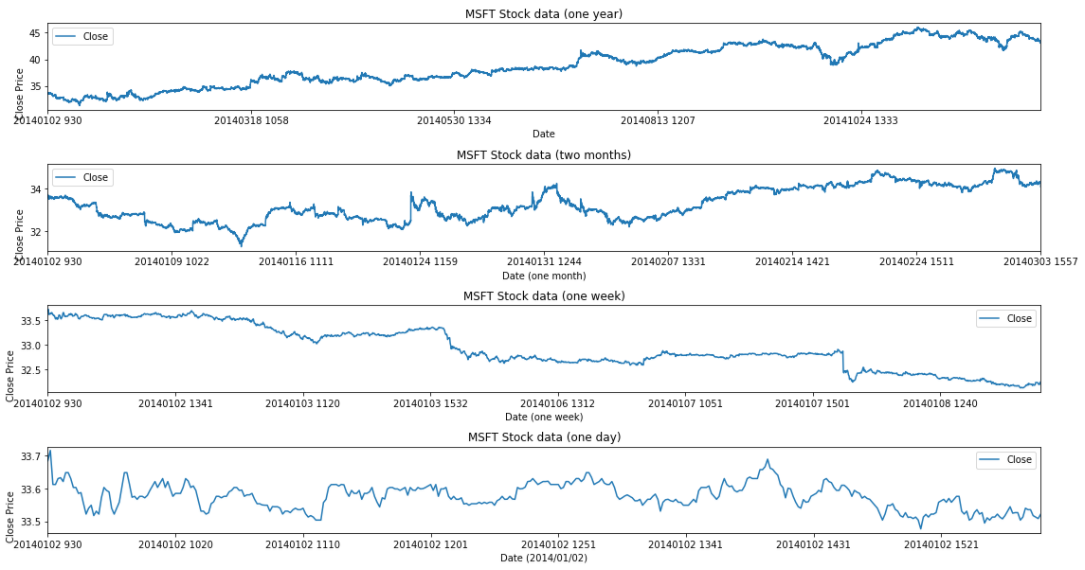 MSFT Stock data (one year)
45
40
35
Close
Close Price
20140102 930
20140318 1058
20140530 1334
20140813 1207
20141024 1333
Date
MSFT Stock data (two months)
34
32
Close
Close Price
20140102 930
20140109 1022
20140116 1111
20140124 1159
20140131 1244
20140207 1331
20140214 1421
20140224 1511
20140303 1557
Date (one month)
MSFT Stock data (one week)
33.5
33.0
32.5
Close
Close Price
20140102 930
20140102 1341
20140103 1120
20140103 1532
20140106 1312
20140107 1051
20140107 1501
20140108 1240
Date (one week)
MSFT Stock data (one day)
33.7
33.6
33.5
Close
Close Price
20140102 930
20140102 1020
20140102 1110
20140102 1201
20140102 1251
20140102 1341
20140102 1431
20140102 1521
Date (2014/01/02)